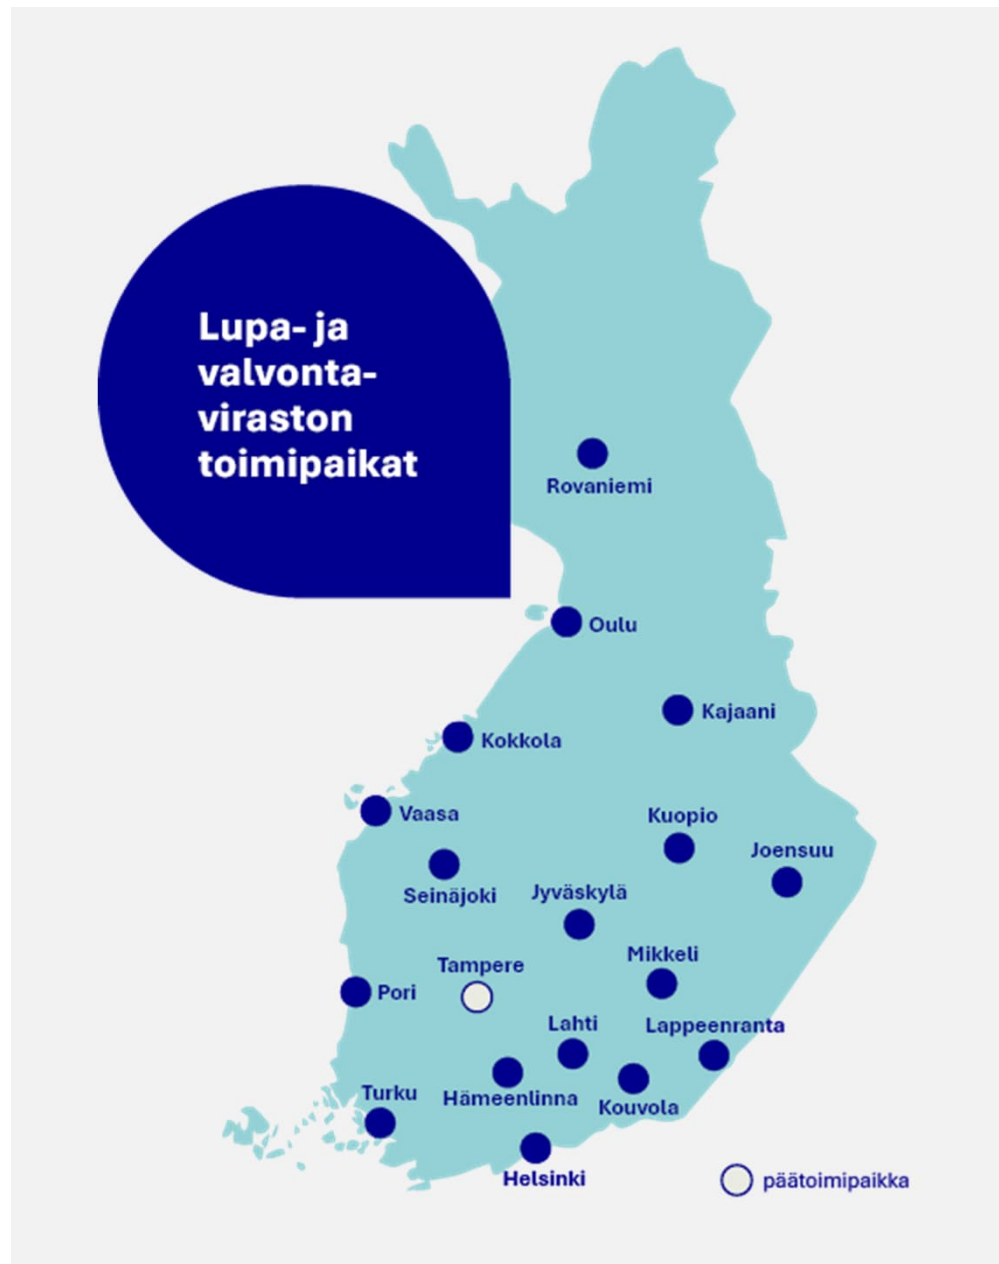 Lupa- ja
valvonta-
viraston
toimipaikat
Rovaniemi
Oulu
Kajaani
Kokkola
Vaasa
Kuopio
Joensuu
Seinäjoki
Jyväskylä
Mikkeli
Tampere
Pori
Lahti
Lappeenranta
Turku
Hämeenlinna
Kouvola
Helsinki
päätoimipaikka